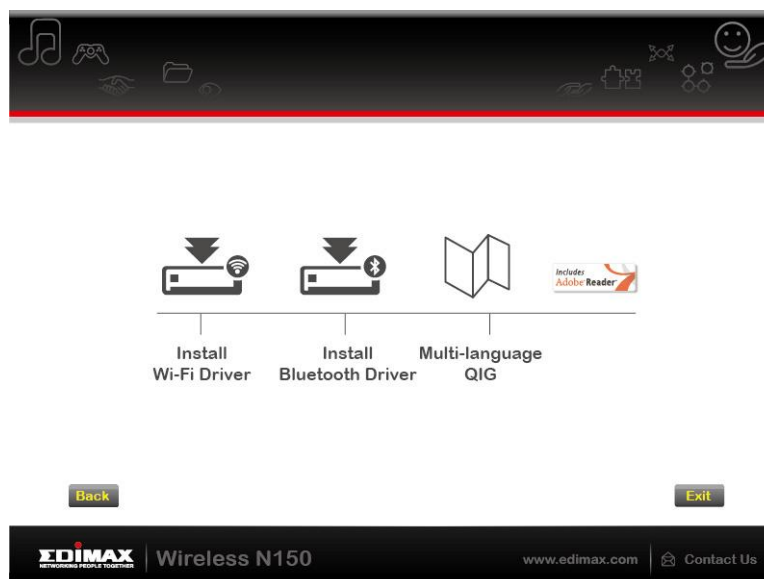 Includes
Adobe Reader
Install
Wi-Fi Driver
Install
Bluetooth Driver
Multi-language
QIG
Back
Exit
EDIMAX
NETWORKING PEOPLE TOGETHER
Wireless N150
www.edimax.com
Contact Us